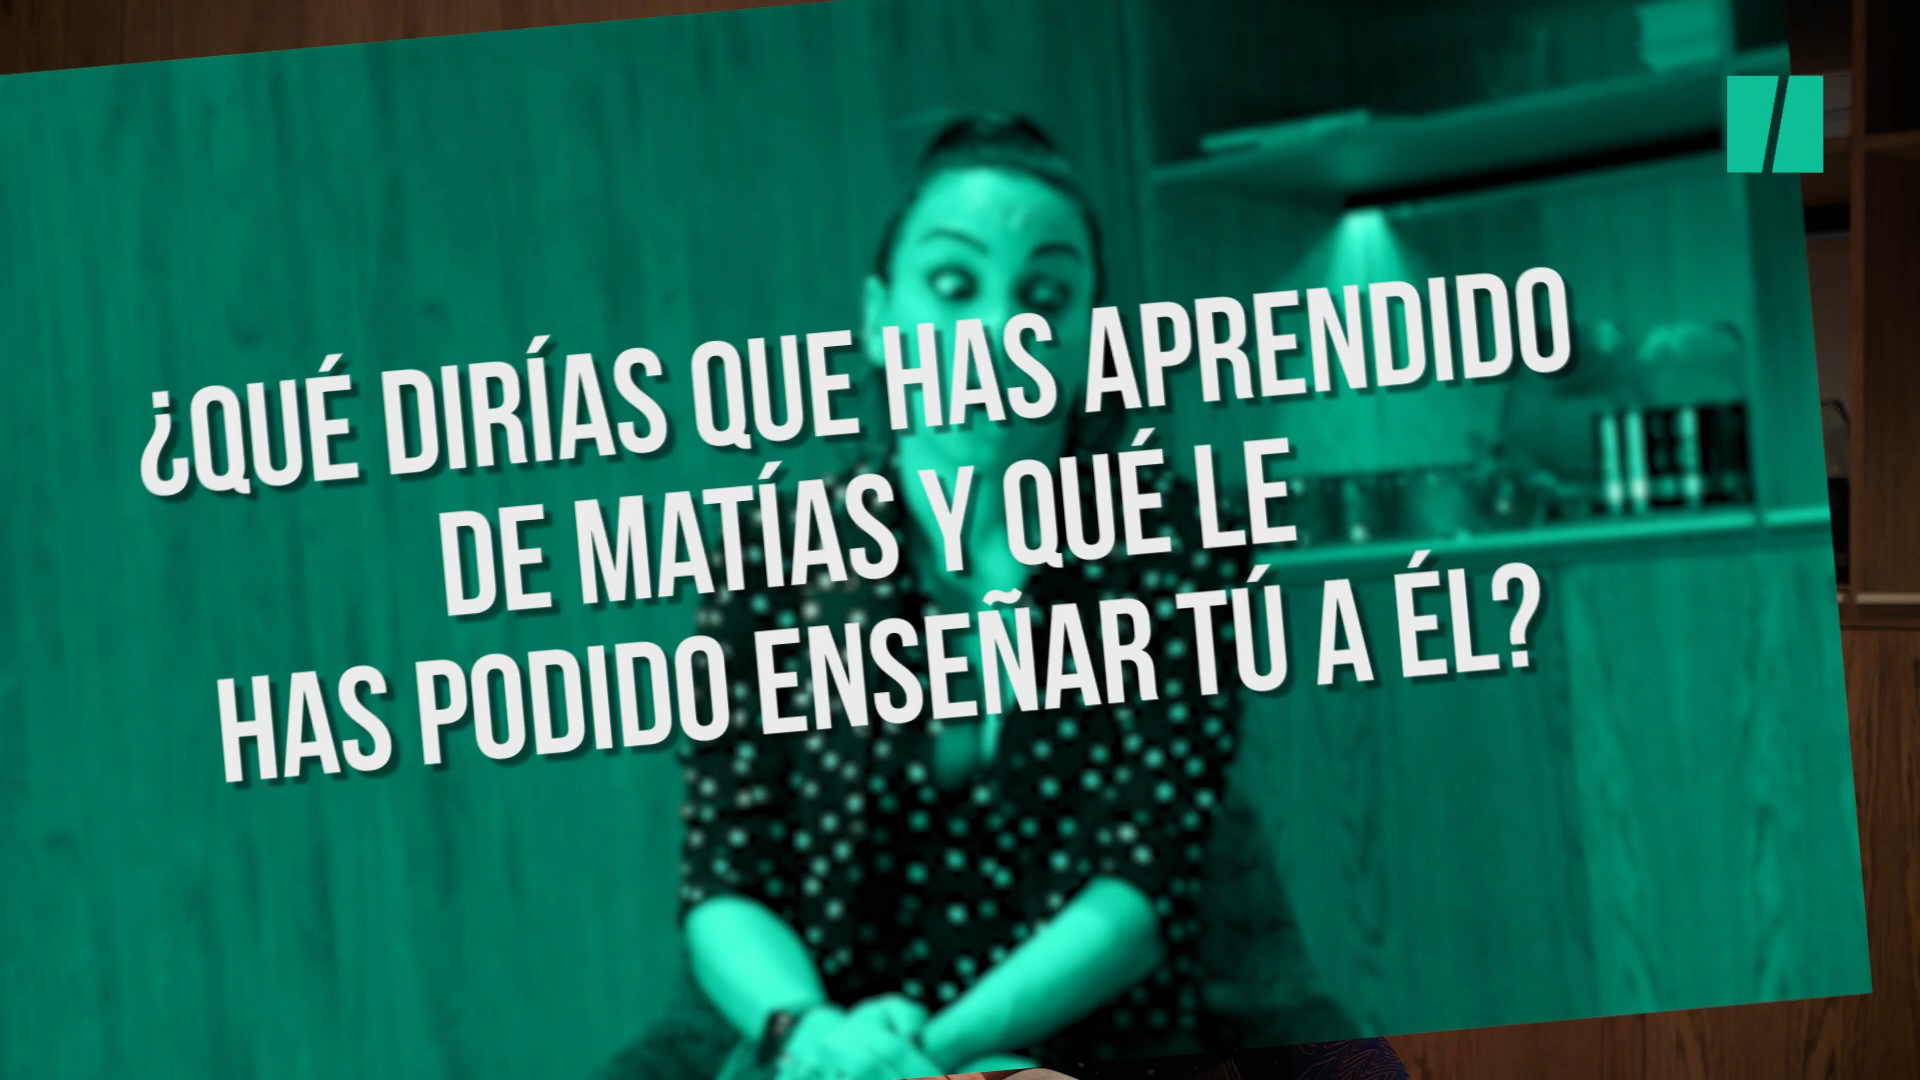 ¿QUÉ DIRÍAS QUE HAS APRENDIDO
DE MATÍAS Y QUÉ LE
HAS PODIDO ENSEÑAR TÚ A ÉL?